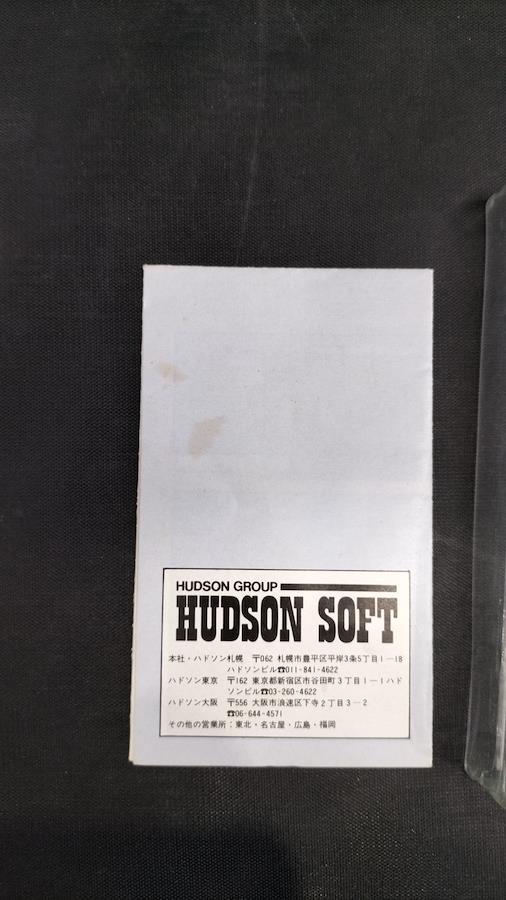 HUDSON GROUP
HUDSON SOFT
本社・ハドソン札幌 〒062 札幌市豊平区平岸3条5丁目1-18
ハドソンビル☎011-841-4622
ハドソン東京 〒162 東京都新宿区市谷田町3丁目1-1ハド
ソンビル☎03-260-4622
ハドソン大阪 〒556 大阪市浪速区下寺2丁目3-2
☎06-644-4571
その他の営業所：東北・名古屋・広島・福岡